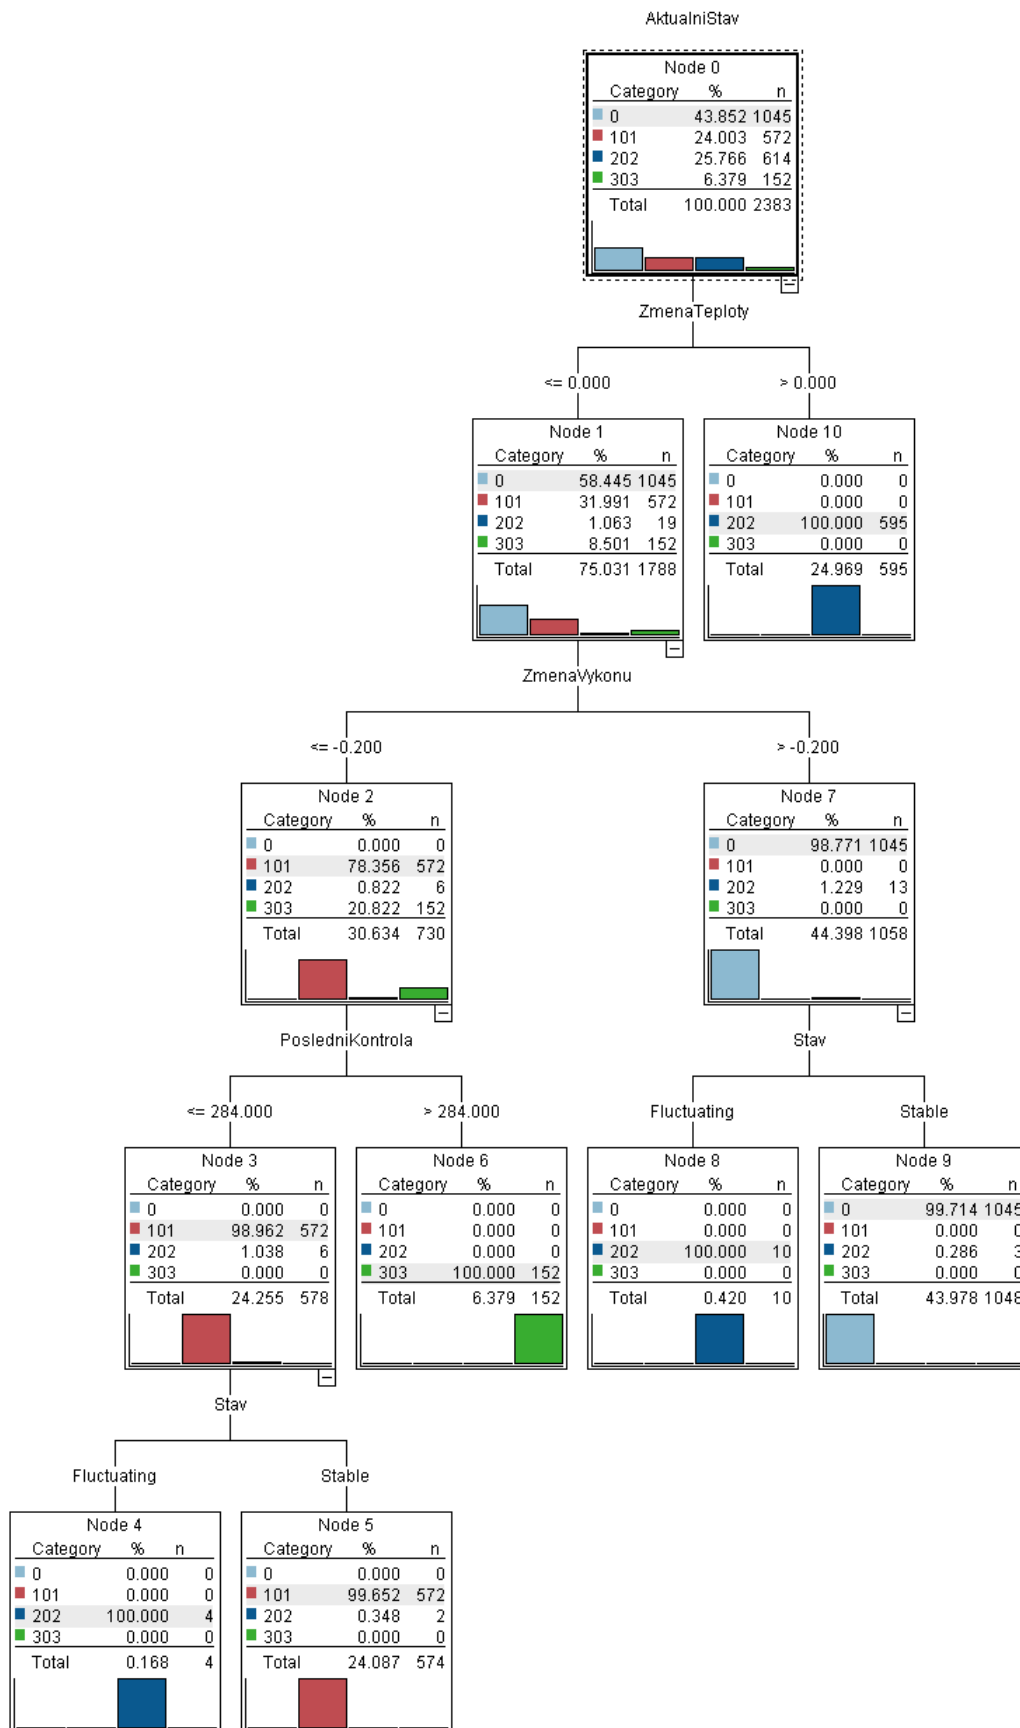 AktualniStav
Node 0
Category % n
0 43.852 1045
101 24.003 572
202 25.766 614
303 6.379 152
Total 100.000 2383
ZmenaTeploty
<= 0.000
> 0.000
Node 1
Category % n
0 58.445 1045
101 31.991 572
202 1.063 19
303 8.501 152
Total 75.031 1788
Node 10
Category % n
0 0.000 0
101 0.000 0
202 100.000 595
303 0.000 0
Total 24.969 595
ZmenaVykonu
<= -0.200
> -0.200
Node 2
Category % n
0 0.000 0
101 78.356 572
202 0.822 6
303 20.822 152
Total 30.634 730
Node 7
Category % n
0 98.771 1045
101 0.000 0
202 1.229 13
303 0.000 0
Total 44.398 1058
PosledniKontrola
Stav
<= 284.000
> 284.000
Fluctuating
Stable
Node 3
Category % n
0 0.000 0
101 98.962 572
202 1.038 6
303 0.000 0
Total 24.255 578
Node 6
Category % n
0 0.000 0
101 0.000 0
202 0.000 0
303 100.000 152
Total 6.379 152
Node 8
Category % n
0 0.000 0
101 0.000 0
202 100.000 10
303 0.000 0
Total 0.420 10
Node 9
Category % n
0 99.714 1045
101 0.000 0
202 0.286 3
303 0.000 0
Total 43.978 1048
Stav
Fluctuating
Stable
Node 4
Category % n
0 0.000 0
101 0.000 0
202 100.000 4
303 0.000 0
Total 0.168 4
Node 5
Category % n
0 0.000 0
101 99.652 572
202 0.348 2
303 0.000 0
Total 24.087 574